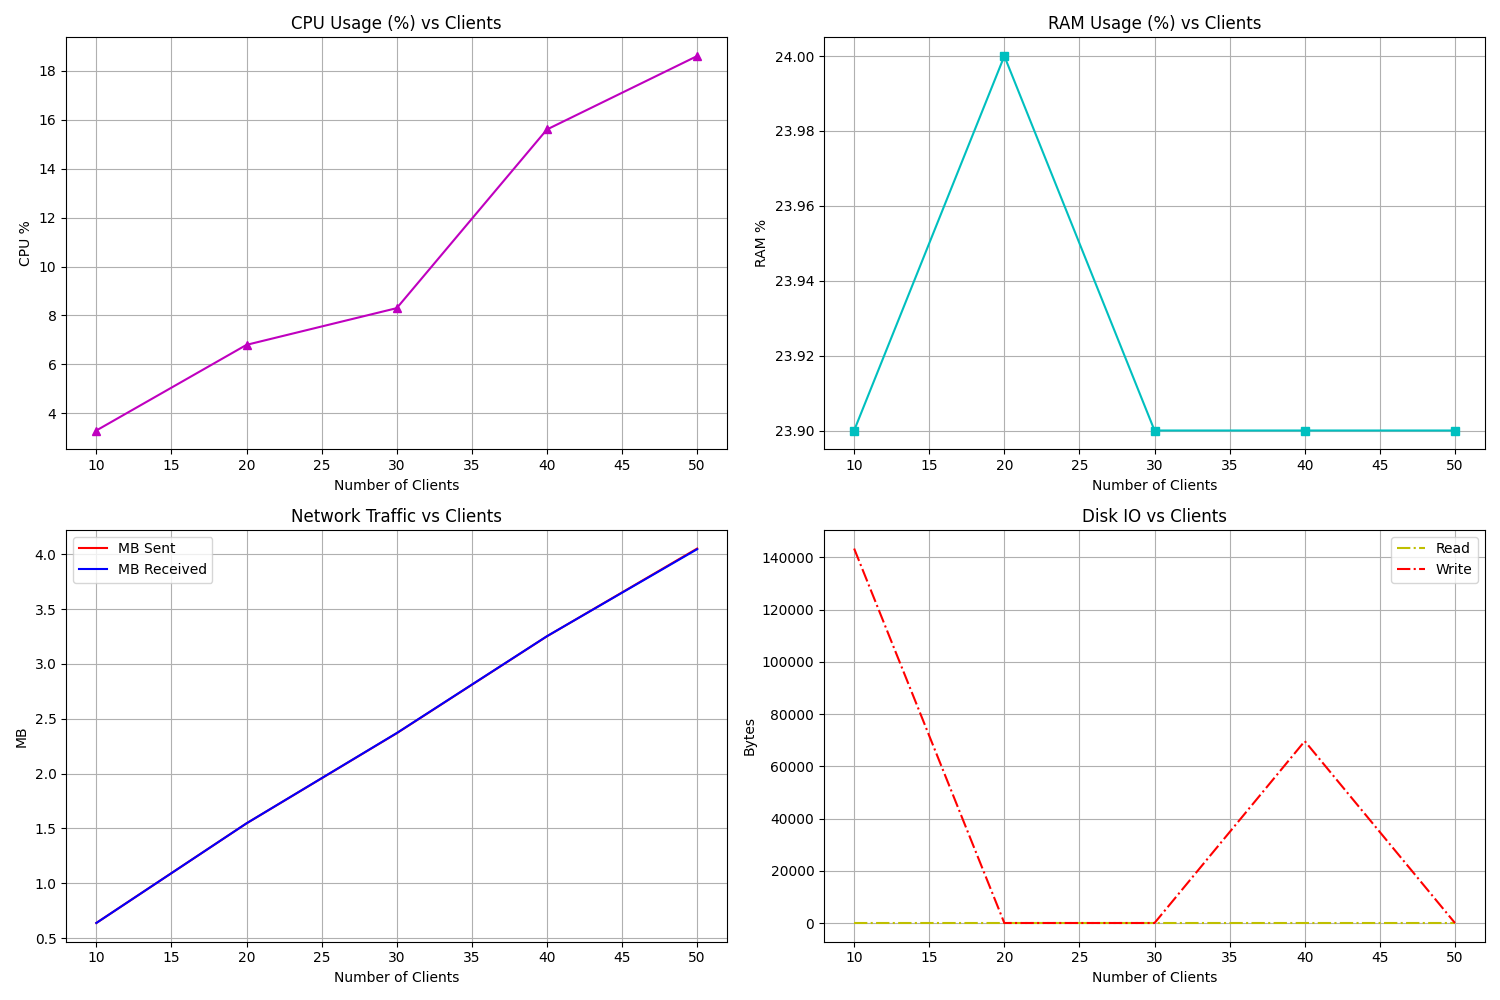 CPU Usage (%) vs Clients
CPU %
18
16
14
12
10
8
6
4
10 15 20 25 30 35 40 45 50
Number of Clients
RAM Usage (%) vs Clients
RAM %
24.00
23.98
23.96
23.94
23.92
23.90
10 15 20 25 30 35 40 45 50
Number of Clients
Network Traffic vs Clients
MB Sent
MB Received
MB
4.0
3.5
3.0
2.5
2.0
1.5
1.0
0.5
10 15 20 25 30 35 40 45 50
Number of Clients
Disk IO vs Clients
Read
Write
Bytes
140000
120000
100000
80000
60000
40000
20000
0
10 15 20 25 30 35 40 45 50
Number of Clients